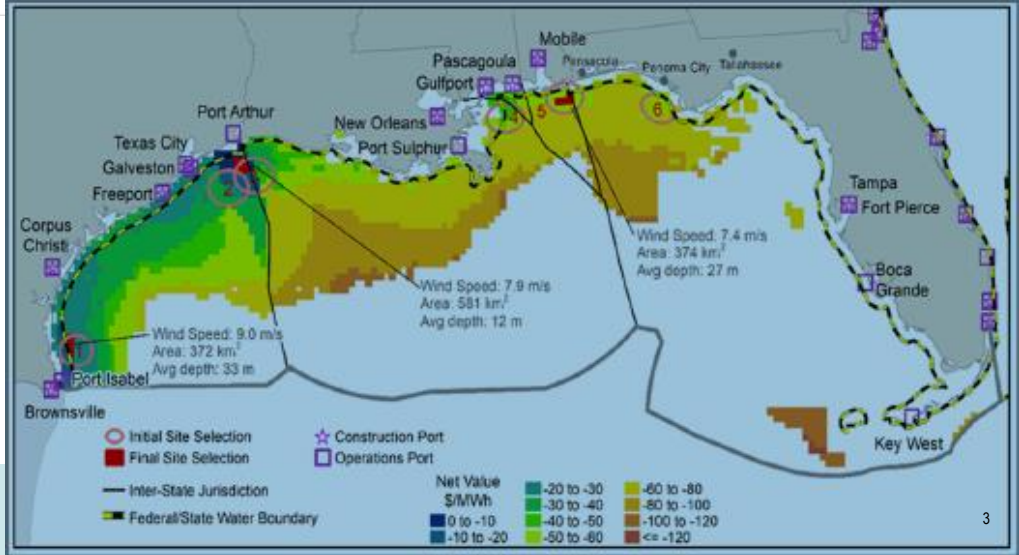 Mobile
Pascagoula
Pensacola
Panama City
Tallahassee
Gulfport
Port Arthur
New Orleans
Texas City
Port Sulphur
Galveston
Freeport
Corpus
Christi
Tampa
Fort Pierce
Boca
Grande
1
2
4
5
6
Wind Speed: 7.4 m/s
Area: 374 km²
Avg depth: 27 m
Wind Speed: 7.9 m/s
Area: 581 km²
Avg depth: 12 m
Wind Speed: 9.0 m/s
Area: 372 km²
Avg depth: 33 m
Port Isabel
Brownsville
Key West
Initial Site Selection
Final Site Selection
Inter-State Jurisdiction
Federal/State Water Boundary
Construction Port
Operations Port
Net Value
$/MWh
0 to -10
-10 to -20
-20 to -30
-30 to -40
-40 to -50
-50 to -60
-60 to -80
-80 to -100
-100 to -120
<= -120
3